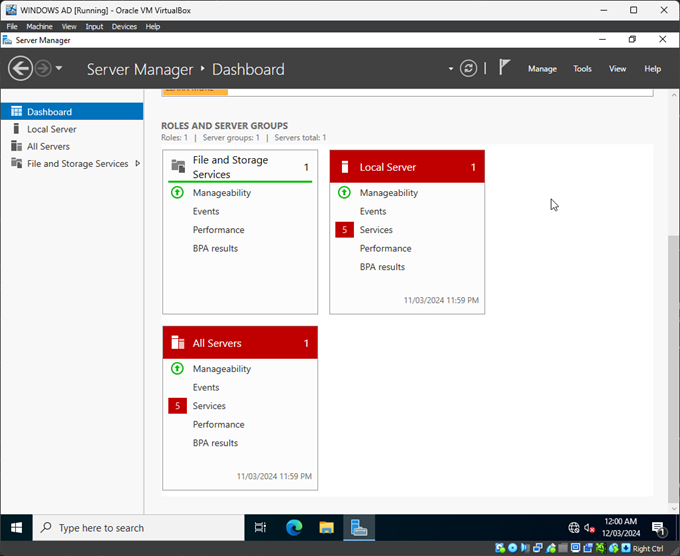 WINDOWS AD [Running] - Oracle VM VirtualBox
File Machine View Input Devices Help
Server Manager
Server Manager ‣ Dashboard
Manage Tools View Help
Dashboard
Local Server
All Servers
File and Storage Services
LEARN MORE
ROLES AND SERVER GROUPS
Roles: 1 | Server groups: 1 | Servers total: 1
File and Storage Services 1
Manageability
Events
Performance
BPA results
Local Server 1
Manageability
Events
5 Services
Performance
BPA results
11/03/2024 11:59 PM
All Servers 1
Manageability
Events
5 Services
Performance
BPA results
11/03/2024 11:59 PM
Type here to search
12:00 AM
12/03/2024
1
Right Ctrl